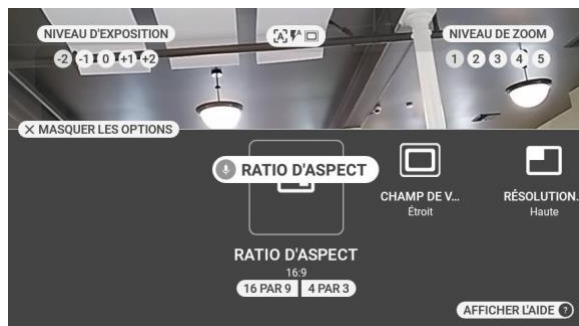 NIVEAU D'EXPOSITION
-2 -1 0 +1 +2
A
NIVEAU DE ZOOM
1 2 3 4 5
MASQUER LES OPTIONS
RATIO D'ASPECT
CHAMP DE V...
Étroit
RÉSOLUTION.
Haute
RATIO D'ASPECT
16:9
16 PAR 9 4 PAR 3
AFFICHER L'AIDE ?